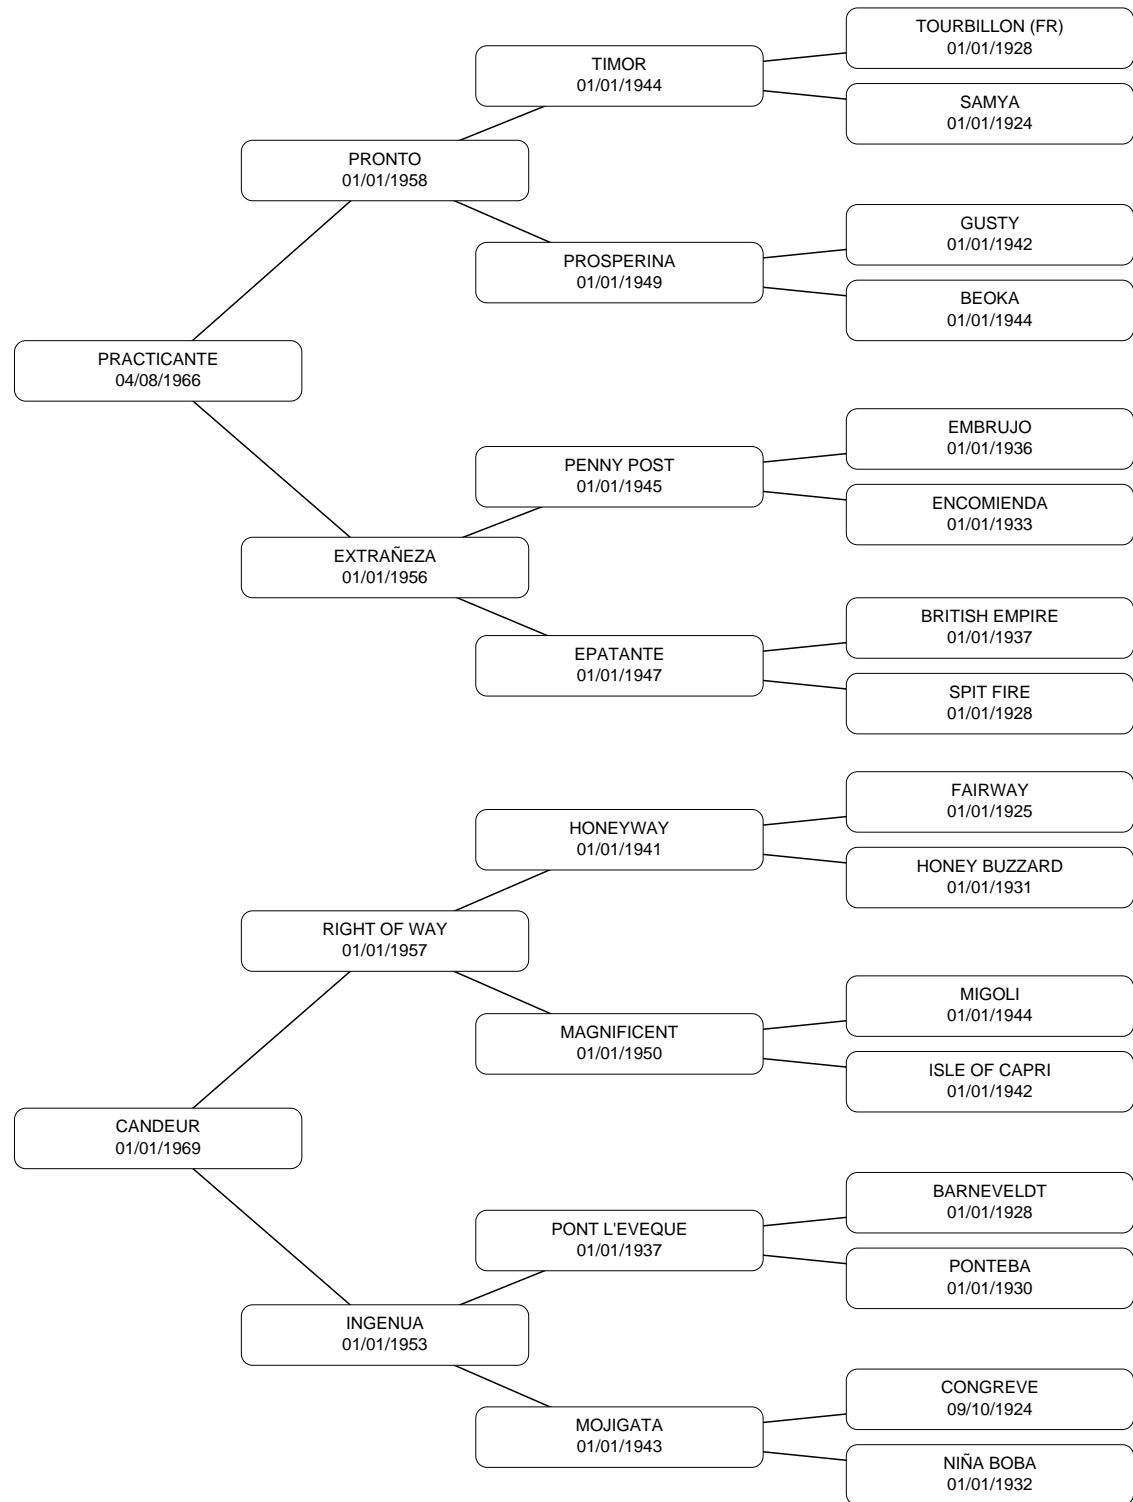 TOURBILLON (FR)
01/01/1928
TIMOR
01/01/1944
SAMYA
01/01/1924
PRONTO
01/01/1958
GUSTY
01/01/1942
PROSPERINA
01/01/1949
BEOKA
01/01/1944
PRACTICANTE
04/08/1966
EMBRUJO
01/01/1936
PENNY POST
01/01/1945
ENCOMIENDA
01/01/1933
EXTRAÑEZA
01/01/1956
BRITISH EMPIRE
01/01/1937
EPATANTE
01/01/1947
SPIT FIRE
01/01/1928
FAIRWAY
01/01/1925
HONEYWAY
01/01/1941
HONEY BUZZARD
01/01/1931
RIGHT OF WAY
01/01/1957
MIGOLI
01/01/1944
MAGNIFICENT
01/01/1950
ISLE OF CAPRI
01/01/1942
CANDEUR
01/01/1969
BARNEVELDT
01/01/1928
PONT L'EVEQUE
01/01/1937
PONTEBA
01/01/1930
INGENUA
01/01/1953
CONGREVE
09/10/1924
MOJIGATA
01/01/1943
NIÑA BOBA
01/01/1932